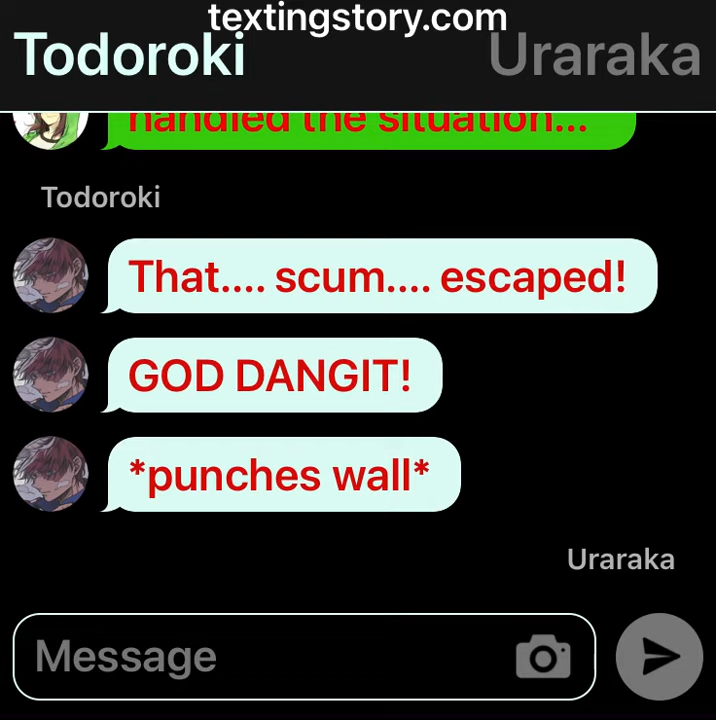 textingstory.com
Todoroki
Uraraka
handled the situation...
Todoroki
That.... scum.... escaped!
GOD DANGIT!
*punches wall*
Uraraka
Message